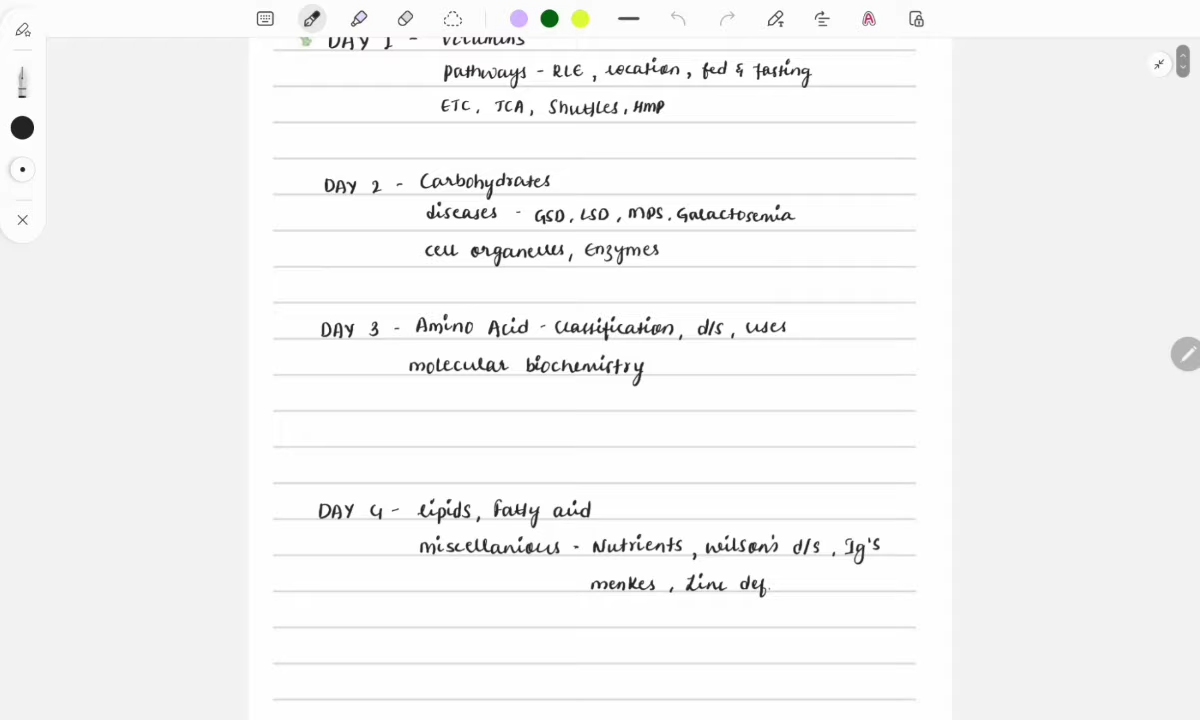 DAY 1 - Vitamins
Pathways - RLE, location, fed & fasting
ETC, TCA, Shuttles, HMP
DAY 2 - Carbohydrates
diseases - GSD, LSD, MPS, Galactosemia
cell organelles, Enzymes
DAY 3 - Amino Acid - Classification, d/s, uses
molecular biochemistry
DAY 4 - lipids, Fatty acid
miscellanious - Nutrients, wilson's d/s, Ig's
menkes, Zinc def.